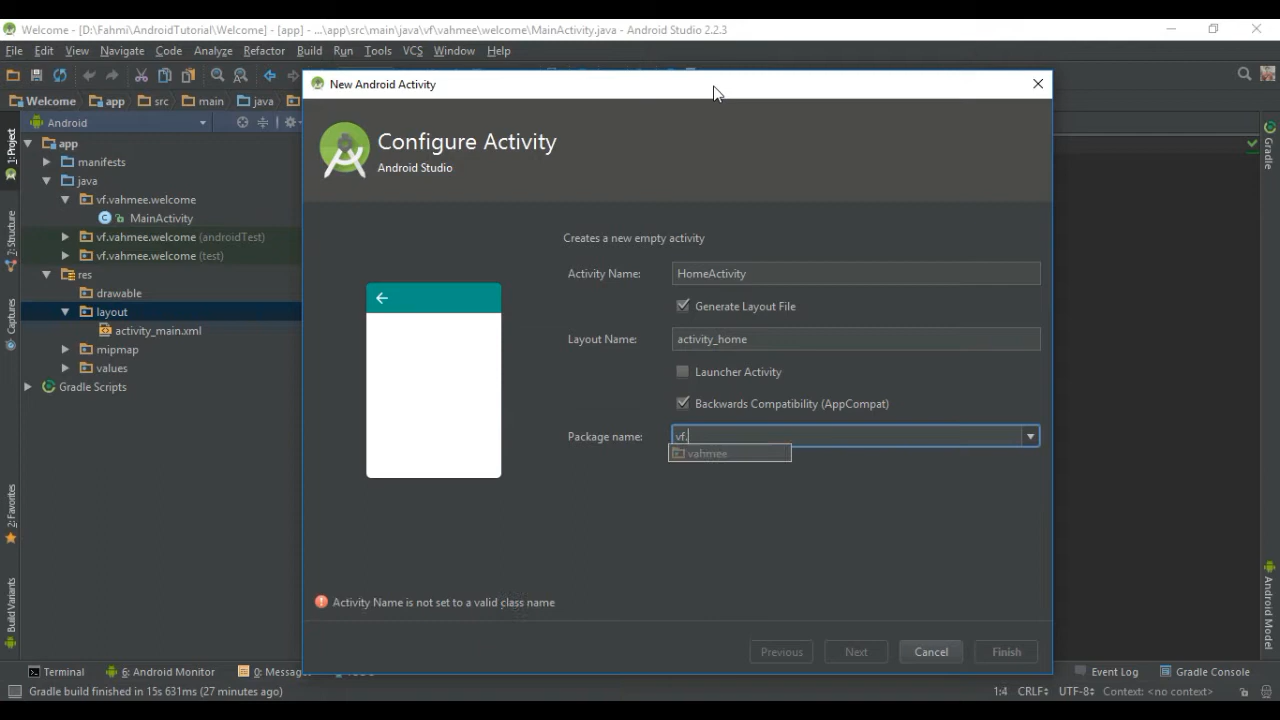 Welcome - [D:\Fahmi\AndroidTutorial\Welcome] - [app] - ...\app\src\main\java\vf\vahmee\welcome\MainActivity.java - Android Studio 2.2.3
File Edit View Navigate Code Analyze Refactor Build Run Tools VCS Window Help
Welcome app src main java
Android
1: Project
app
manifests
java
vf.vahmee.welcome
MainActivity
vf.vahmee.welcome (androidTest)
vf.vahmee.welcome (test)
res
drawable
layout
activity_main.xml
mipmap
values
Gradle Scripts
7: Structure
Captures
2: Favorites
Build Variants
New Android Activity
Configure Activity
Android Studio
Creates a new empty activity
Activity Name: HomeActivity
Generate Layout File
Layout Name: activity_home
Launcher Activity
Backwards Compatibility (AppCompat)
Package name: vf.
vahmee
Activity Name is not set to a valid class name
Previous Next Cancel Finish
Gradle
Android Model
Terminal 6: Android Monitor 0: Messag
Event Log Gradle Console
Gradle build finished in 15s 631ms (27 minutes ago)
1:4 CRLF UTF-8 Context: <no context>